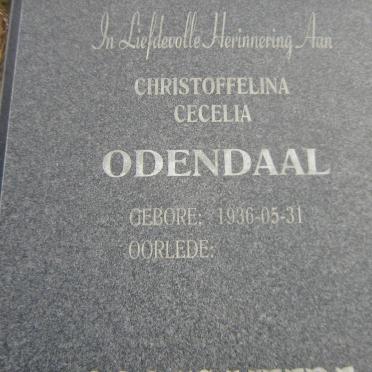 In Liefdevolle Herinnering Aan
CHRISTOFFELINA
CECELIA
ODENDAAL
GEBORE: 1936-05-31
OORLEDE: